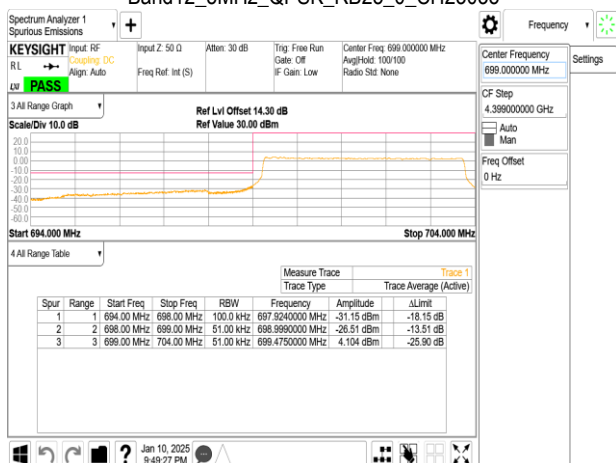 Spectrum Analyzer 1
Spurious Emissions
Frequency
KEYSIGHT
Input: RF
Input Z: 50 Ω
Atten: 30 dB
Trig: Free Run
Center Freq: 699.000000 MHz
RL
Coupling: DC
Gate: Off
Avg|Hold: 100/100
Align: Auto
Freq Ref: Int (S)
IF Gain: Low
Radio Std: None
PASS
Center Frequency
699.000000 MHz
Settings
CF Step
4.399000000 GHz
Auto
Man
Freq Offset
0 Hz
3 All Range Graph
Ref Lvl Offset 14.30 dB
Scale/Div 10.0 dB
Ref Value 30.00 dBm
20.0
10.0
0.00
-10.0
-20.0
-30.0
-40.0
-50.0
-60.0
Start 694.000 MHz
Stop 704.000 MHz
4 All Range Table
Measure Trace Trace 1
Trace Type Trace Average (Active)
Spur Range Start Freq Stop Freq RBW Frequency Amplitude ΔLimit
1 1 694.00 MHz 698.00 MHz 100.0 kHz 697.9240000 MHz -31.15 dBm -18.15 dB
2 2 698.00 MHz 699.00 MHz 51.00 kHz 698.9990000 MHz -26.51 dBm -13.51 dB
3 3 699.00 MHz 704.00 MHz 51.00 kHz 699.4750000 MHz 4.104 dBm -25.90 dB
Jan 10, 2025
9:49:27 PM